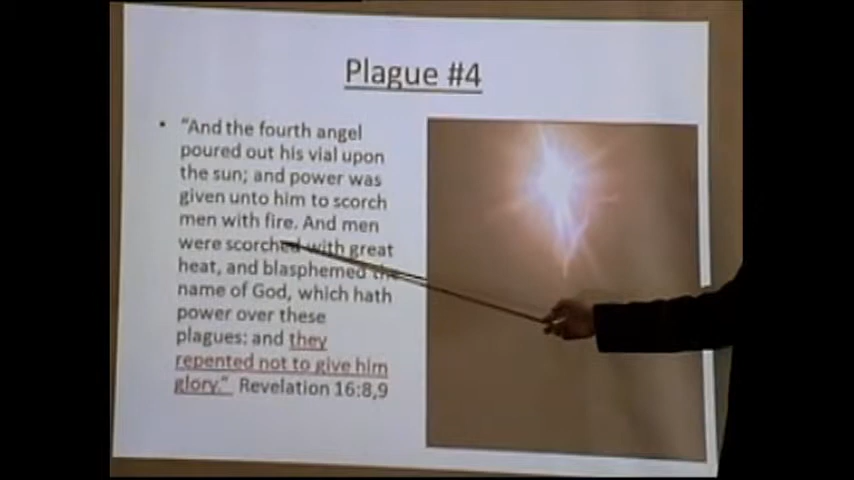 Plague #4
• "And the fourth angel
poured out his vial upon
the sun; and power was
given unto him to scorch
men with fire. And men
were scorched with great
heat, and blasphemed the
name of God, which hath
power over these
plagues: and they
repented not to give him
glory." Revelation 16:8,9